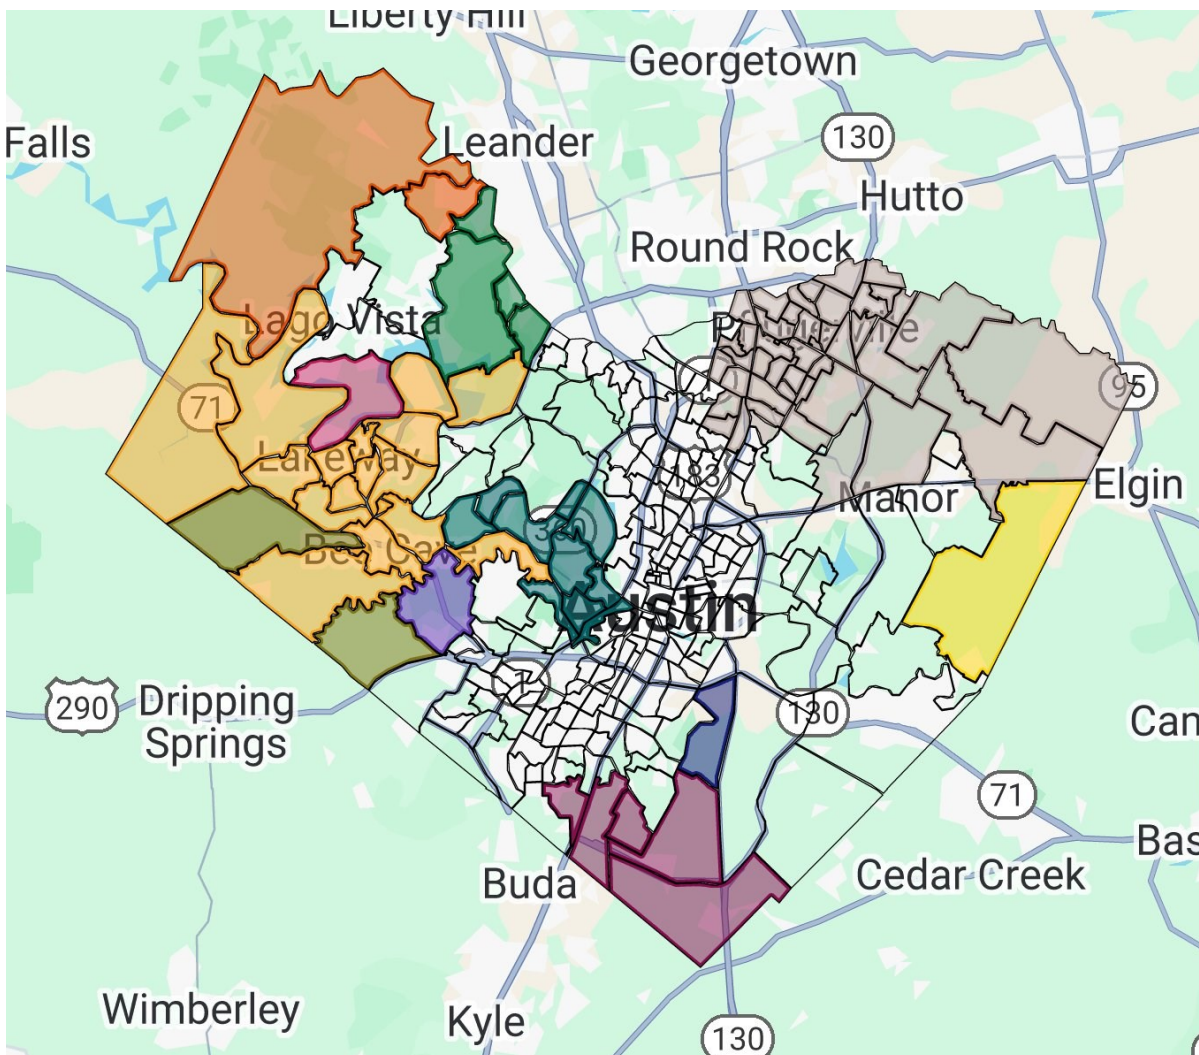 Liberty Hill
Georgetown
130
Falls
Leander
Hutto
Round Rock
Lago Vista
Pflugerville
71
95
Lakeway
183
Manor
Elgin
Bee Cave
Austin
290
Dripping
Springs
130
Can
71
Bas
Buda
Cedar Creek
Wimberley
Kyle
130